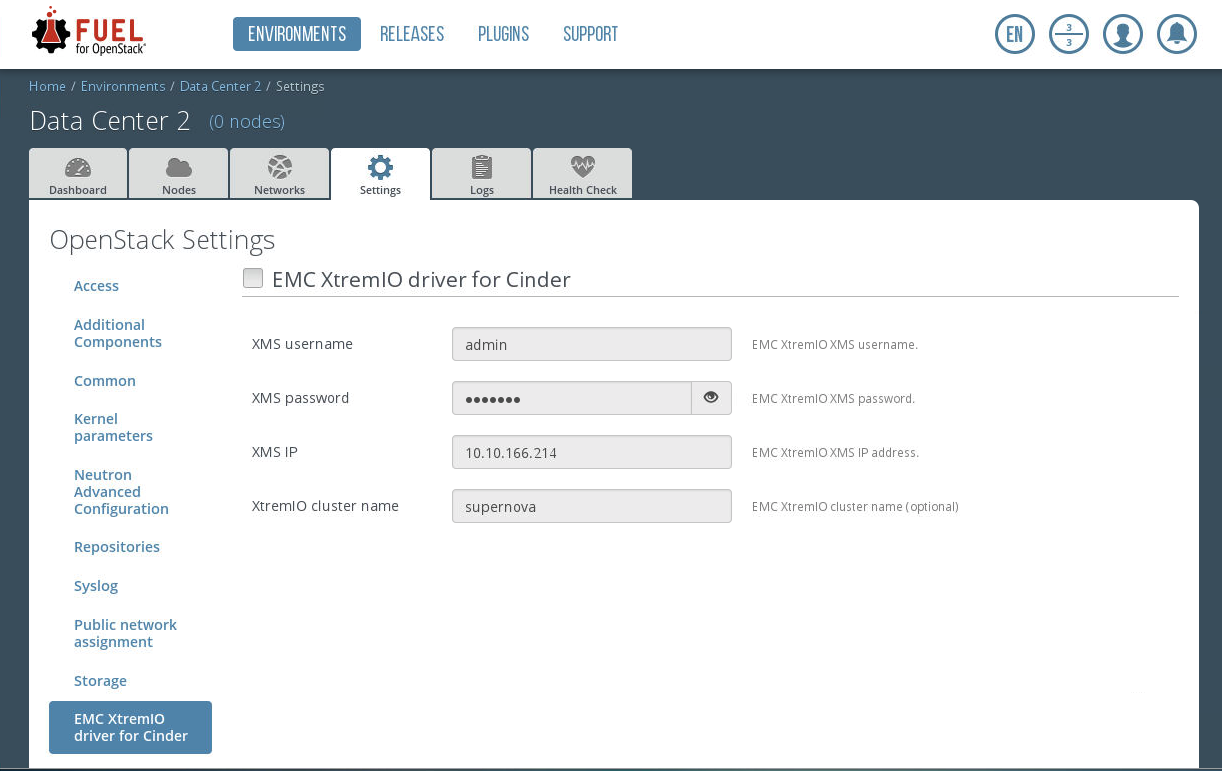 FUEL
for OpenStack
ENVIRONMENTS RELEASES PLUGINS SUPPORT
EN
3
3
Home / Environments / Data Center 2 / Settings
Data Center 2 (0 nodes)
Dashboard Nodes Networks Settings Logs Health Check
OpenStack Settings
Access
Additional
Components
Common
Kernel
parameters
Neutron
Advanced
Configuration
Repositories
Syslog
Public network
assignment
Storage
EMC XtremIO
driver for Cinder
EMC XtremIO driver for Cinder
XMS username admin EMC XtremIO XMS username.
XMS password ••••••• EMC XtremIO XMS password.
XMS IP 10.10.166.214 EMC XtremIO XMS IP address.
XtremIO cluster name supernova EMC XtremIO cluster name (optional)